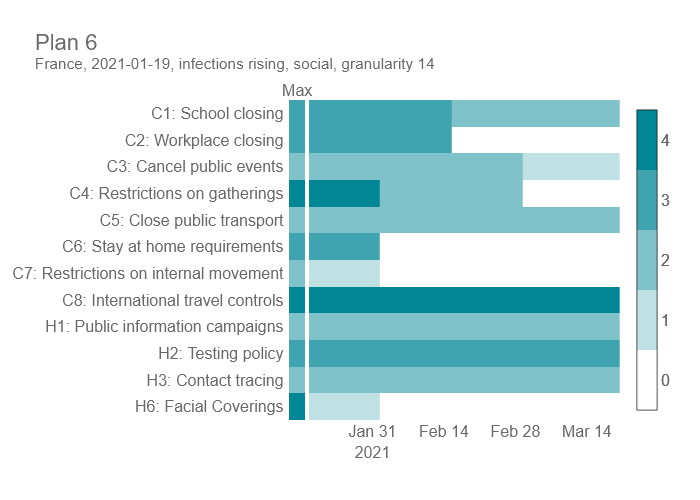 Plan 6
France, 2021-01-19, infections rising, social, granularity 14
Max
C1: School closing
C2: Workplace closing
C3: Cancel public events
C4: Restrictions on gatherings
C5: Close public transport
C6: Stay at home requirements
C7: Restrictions on internal movement
C8: International travel controls
H1: Public information campaigns
H2: Testing policy
H3: Contact tracing
H6: Facial Coverings
4
3
2
1
0
Jan 31 Feb 14 Feb 28 Mar 14
2021